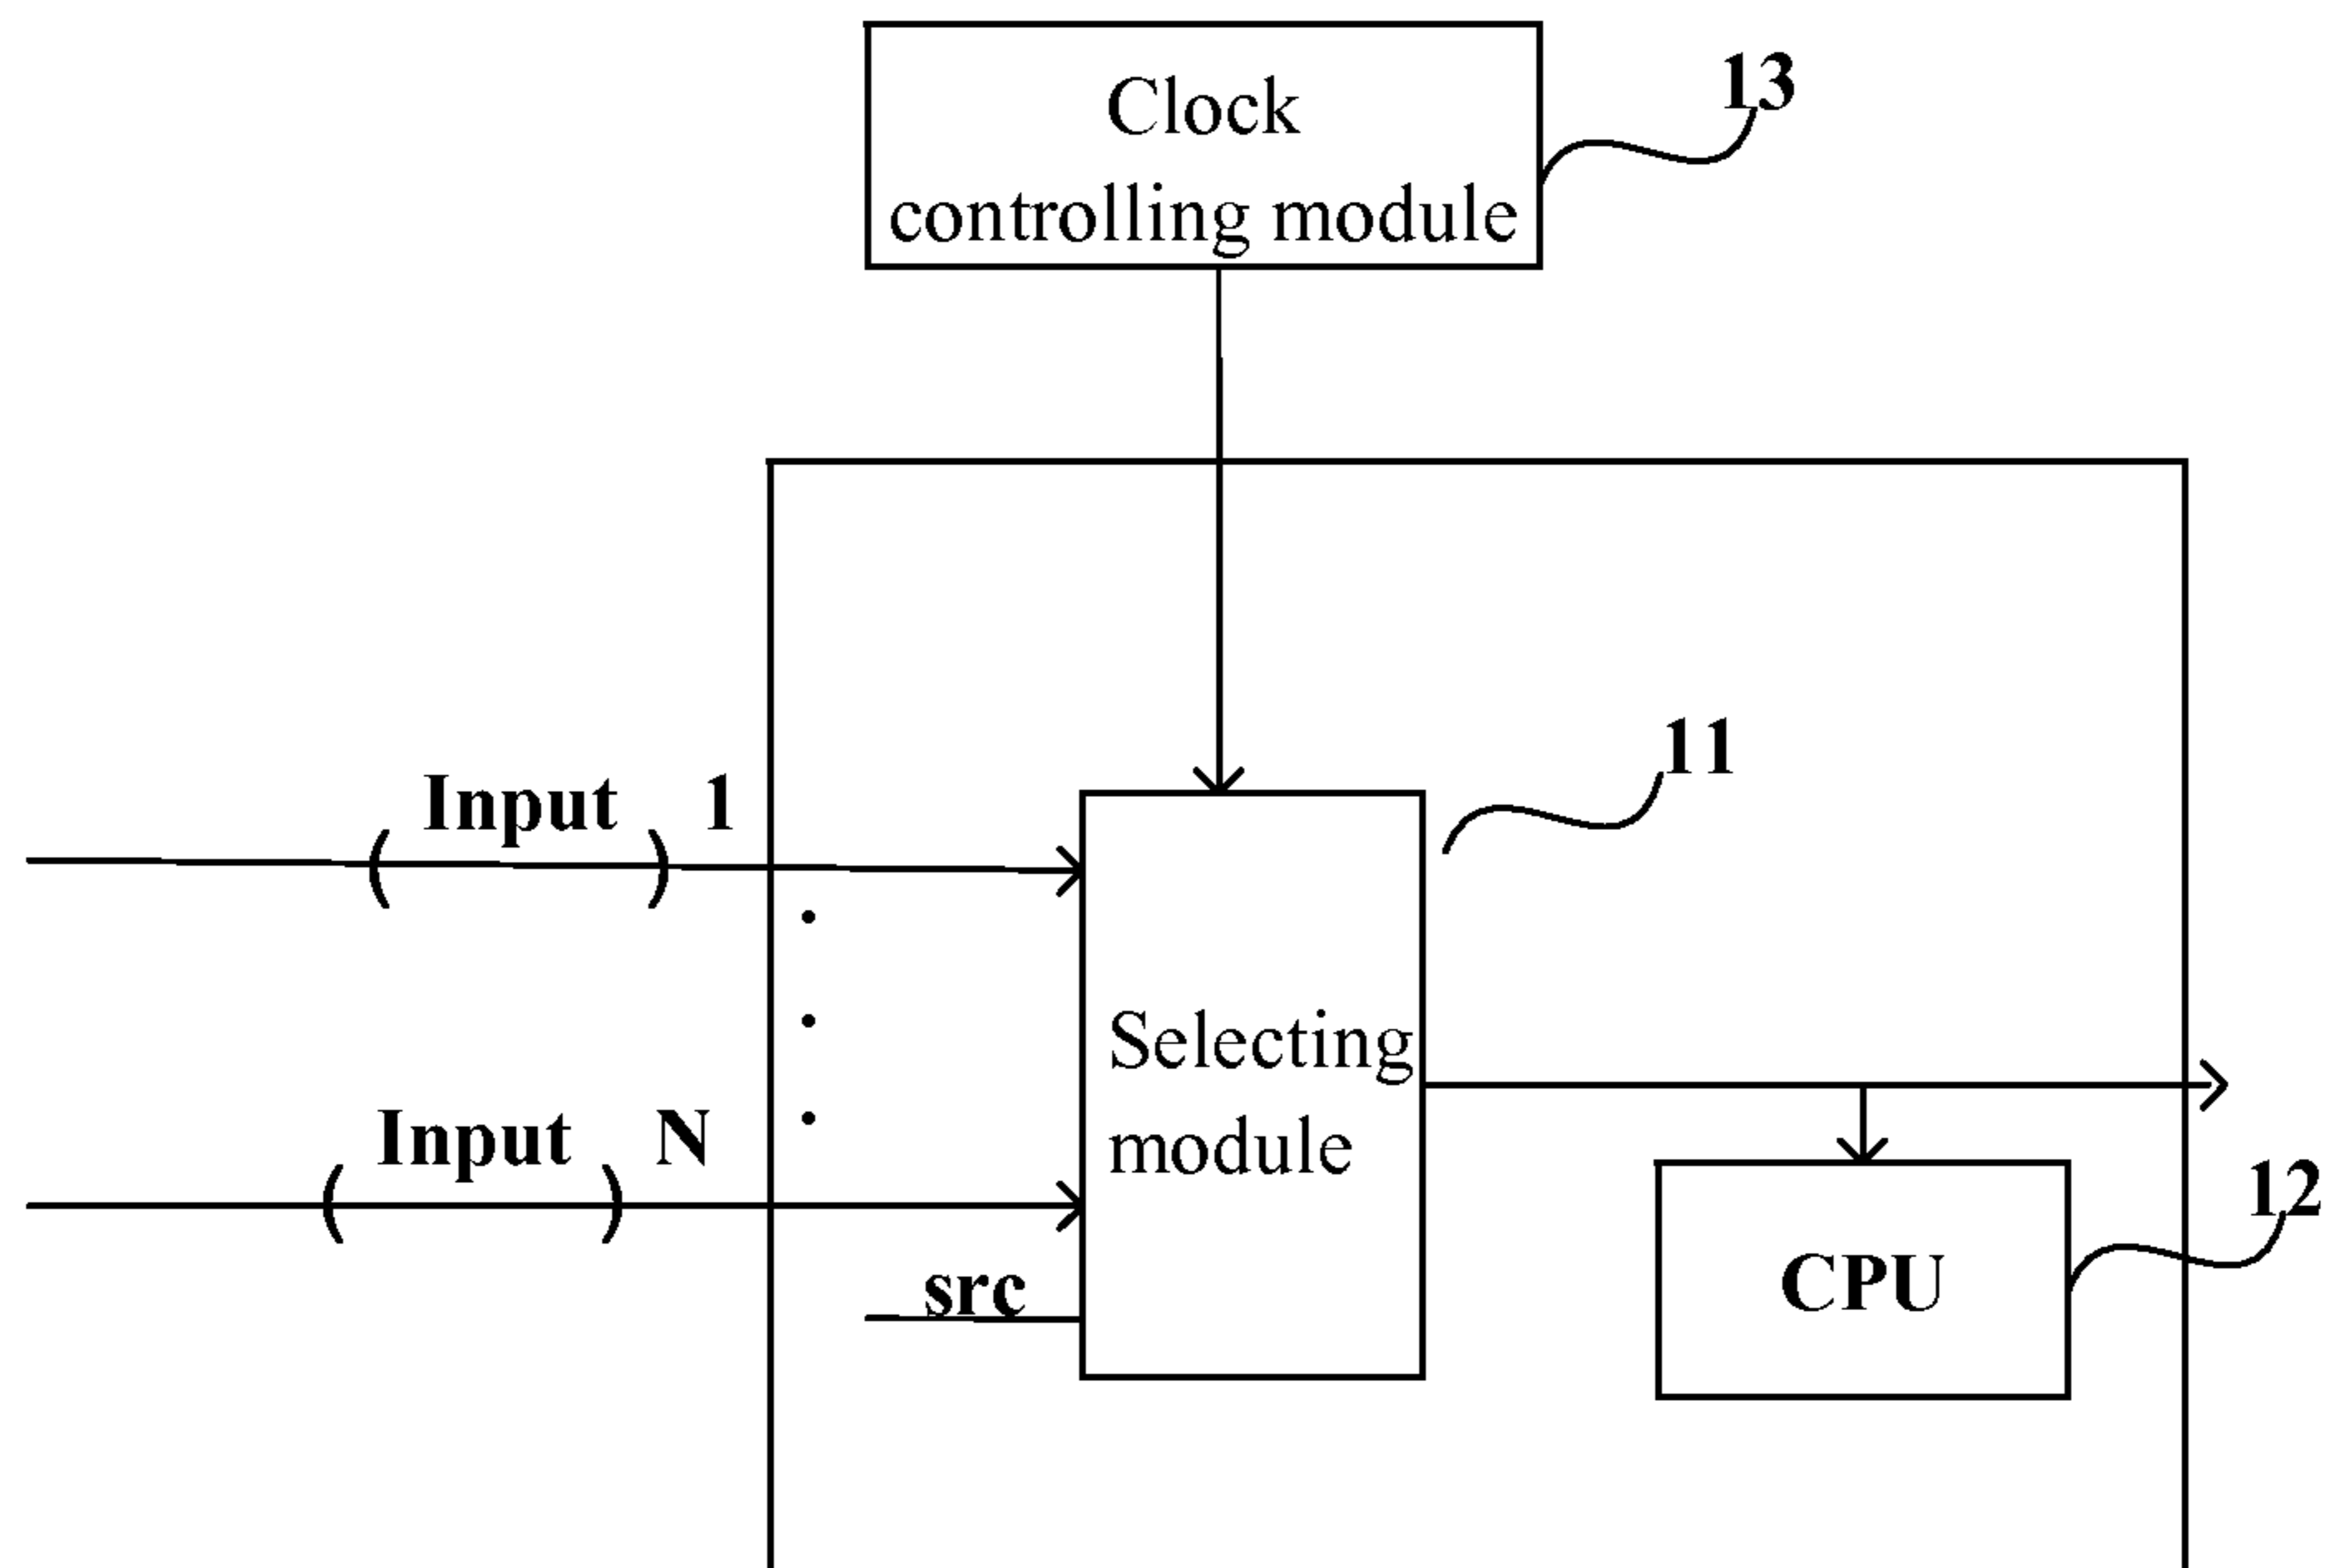 Clock
controlling module
13
11
Input 1
(      )
Selecting
module
Input N
(      )
src
CPU
12